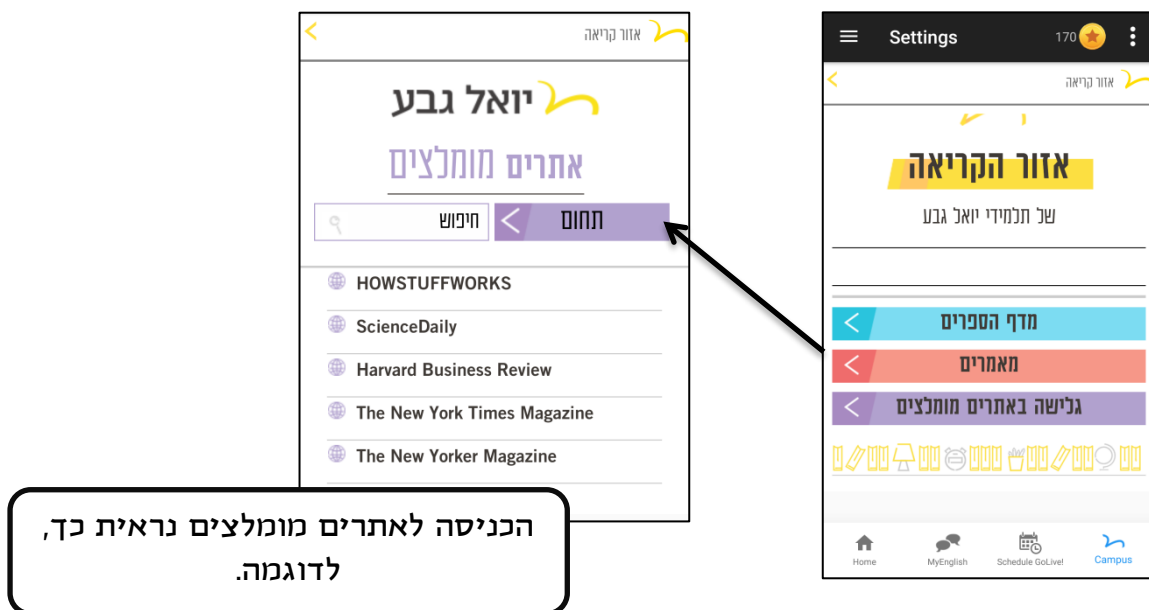 אזור קריאה
יואל גבע
אתרים מומלצים
תחום
חיפוש
HOWSTUFFWORKS
ScienceDaily
Harvard Business Review
The New York Times Magazine
The New Yorker Magazine
הכניסה לאתרים מומלצים נראית כך,
לדוגמה.
Settings 170
אזור קריאה
אזור הקריאה
של תלמידי יואל גבע
מדף הספרים
מאמרים
גלישה באתרים מומלצים
Home MyEnglish Schedule GoLive! Campus